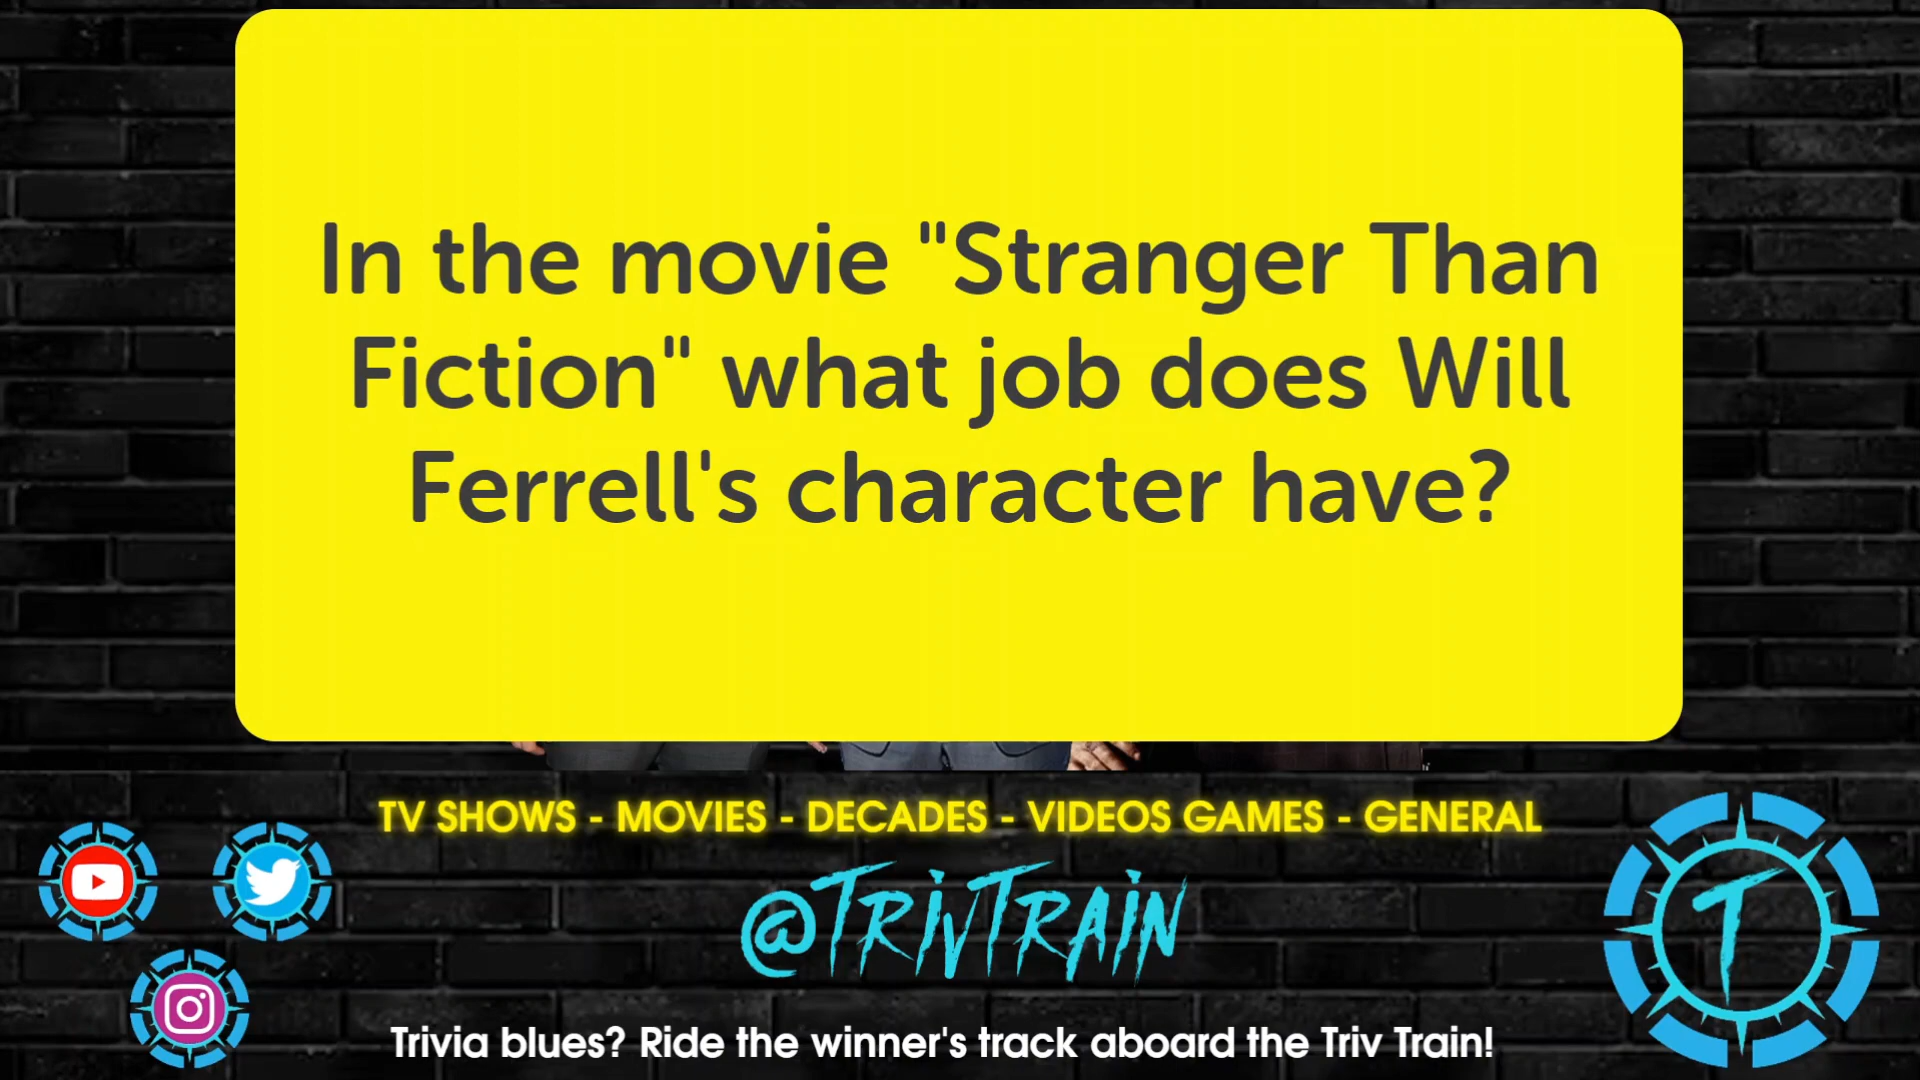 In the movie "Stranger Than
Fiction" what job does Will
Ferrell's character have?
TV SHOWS - MOVIES - DECADES - VIDEOS GAMES - GENERAL
@TRIVTRAIN
T
Trivia blues? Ride the winner's track aboard the Triv Train!